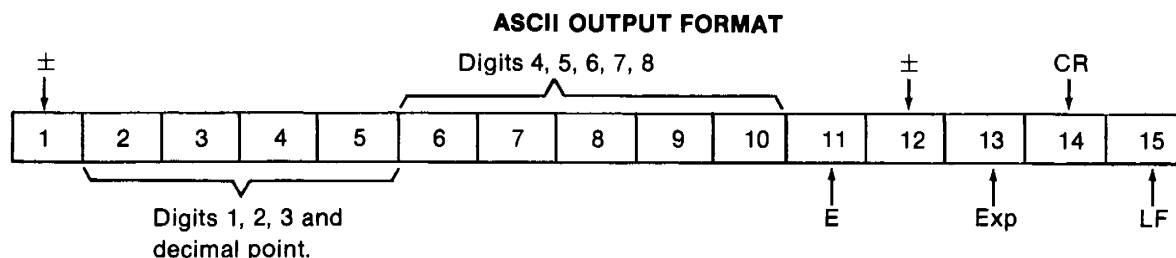 ASCII OUTPUT FORMAT
± Digits 4, 5, 6, 7, 8 ± CR
1 2 3 4 5 6 7 8 9 10 11 12 13 14 15
Digits 1, 2, 3 and E Exp LF
decimal point.